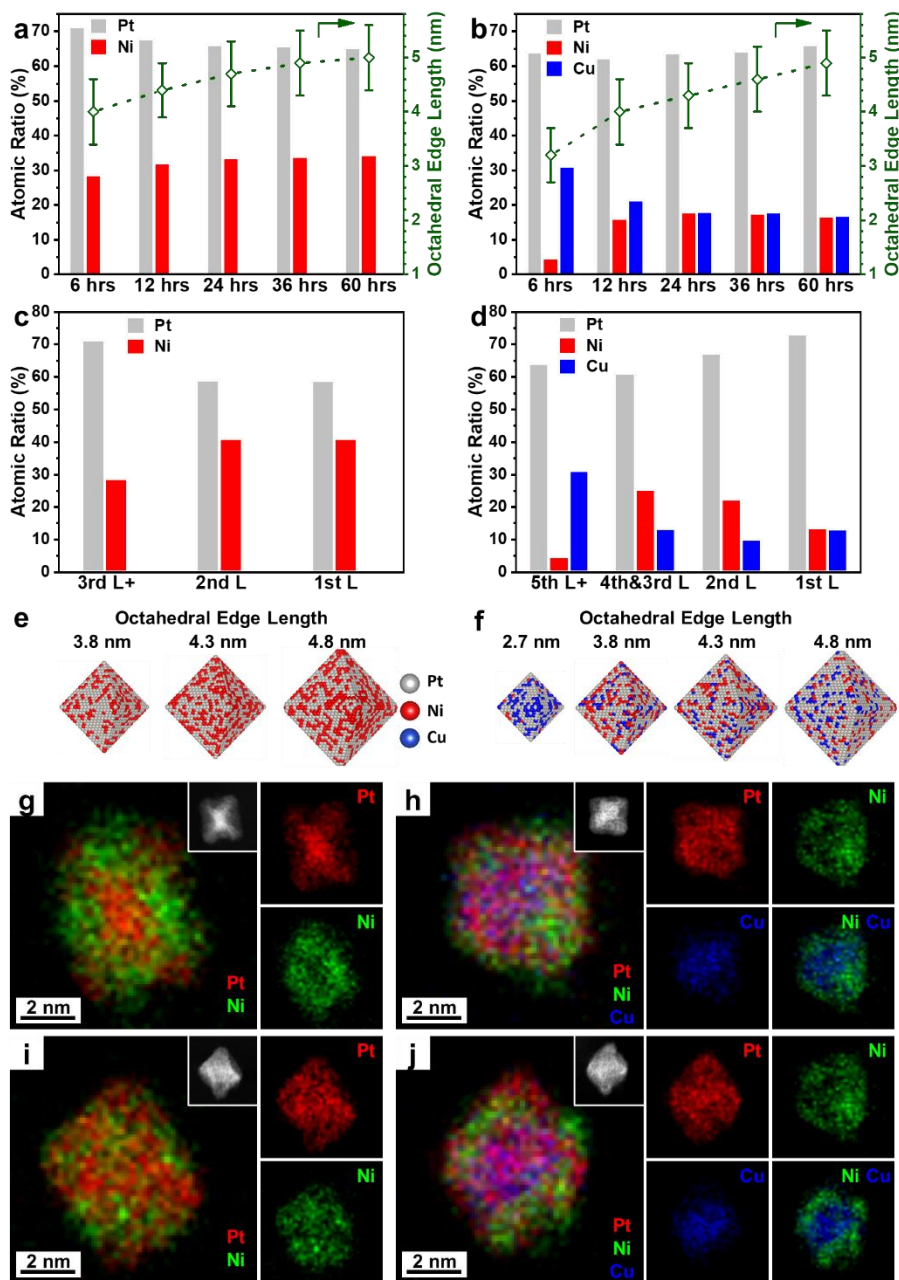 a
Pt
Ni
70
60
50
40
30
20
10
0
Atomic Ratio (%)
6 hrs 12 hrs 24 hrs 36 hrs 60 hrs
5
4
3
2
1
Octahedral Edge Length (nm)
b
Pt
Ni
Cu
70
60
50
40
30
20
10
0
Atomic Ratio (%)
6 hrs 12 hrs 24 hrs 36 hrs 60 hrs
5
4
3
2
1
Octahedral Edge Length (nm)
c
Pt
Ni
80
70
60
50
40
30
20
10
0
Atomic Ratio (%)
3rd L+ 2nd L 1st L
d
Pt
Ni
Cu
80
70
60
50
40
30
20
10
0
Atomic Ratio (%)
5th L+ 4th&3rd L 2nd L 1st L
e
Octahedral Edge Length
3.8 nm 4.3 nm 4.8 nm
Pt
Ni
Cu
f
Octahedral Edge Length
2.7 nm 3.8 nm 4.3 nm 4.8 nm
g
Pt
Ni
2 nm
Pt
Ni
h
Pt
Ni
Cu
2 nm
Pt
Ni
Cu
Ni Cu
i
Pt
Ni
2 nm
Pt
Ni
j
Pt
Ni
Cu
2 nm
Pt
Ni
Cu
Ni Cu